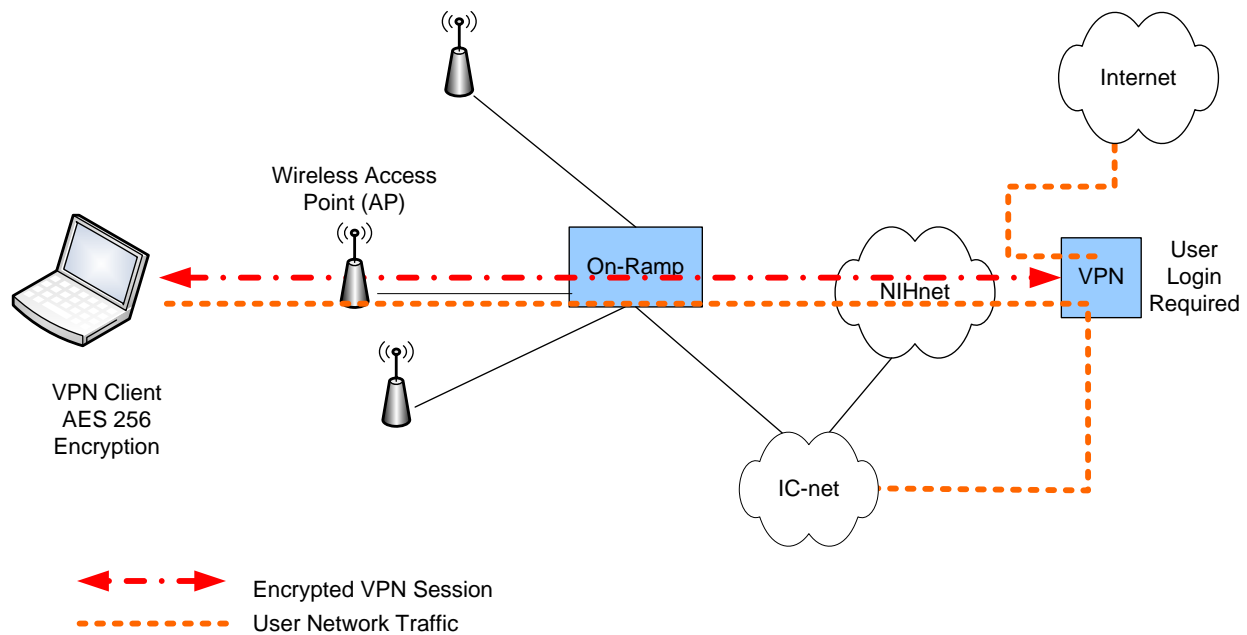 Internet
Wireless Access
Point (AP)
On-Ramp
NIHnet
VPN
User
Login
Required
VPN Client
AES 256
Encryption
IC-net
Encrypted VPN Session
User Network Traffic